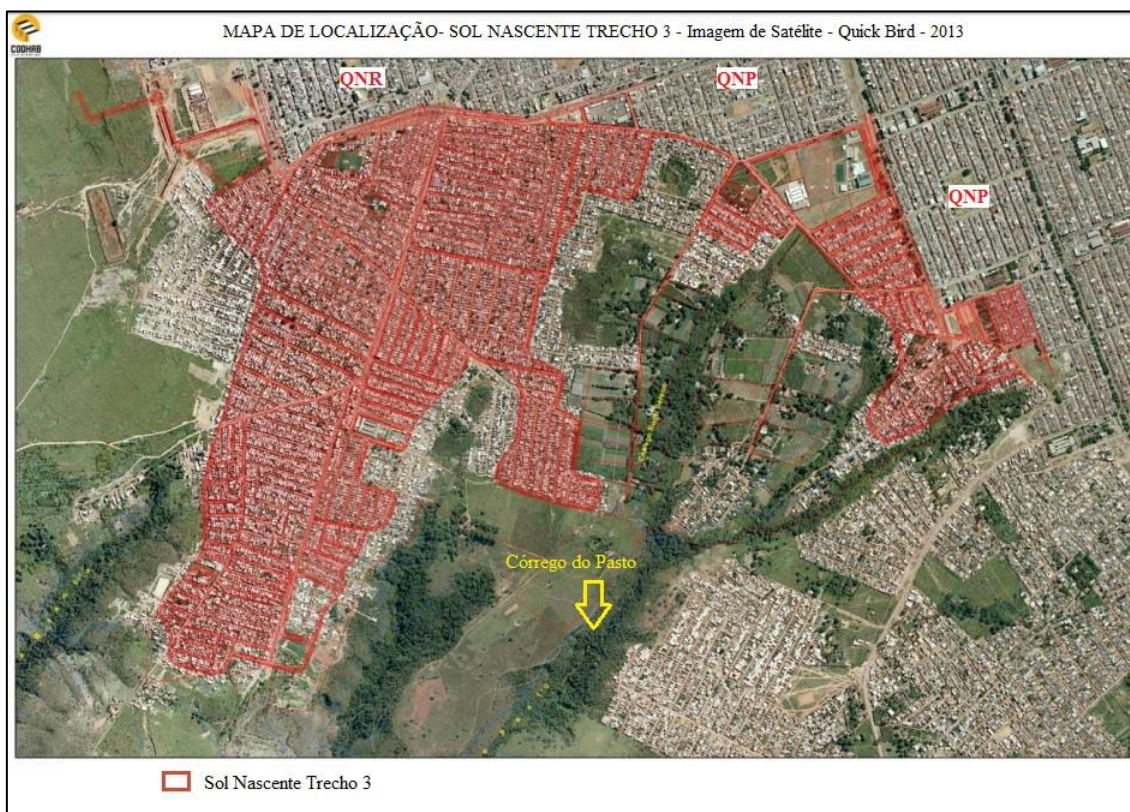 CODHAB
MAPA DE LOCALIZAÇÃO- SOL NASCENTE TRECHO 3 - Imagem de Satélite - Quick Bird - 2013
QNR
QNP
QNP
Córrego do Pasto
Sol Nascente Trecho 3